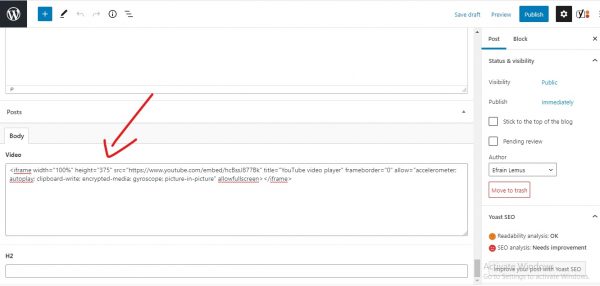 Save draft
Preview
Publish
Post
Block
Status & visibility
Visibility
Public
Publish
Immediately
Stick to the top of the blog
Pending review
Author
Efrain Lemus
Move to trash
Yoast SEO
Readability analysis: OK
SEO analysis: Needs improvement
Improve your post with Yoast SEO
Activate Windows
Go to Settings to activate Windows.
P
Posts
Body
Video
<iframe width="100%" height="375" src="https://www.youtube.com/embed/hcBssJ877Bk" title="YouTube video player" frameborder="0" allow="accelerometer;
autoplay; clipboard-write; encrypted-media; gyroscope; picture-in-picture" allowfullscreen></iframe>
H2